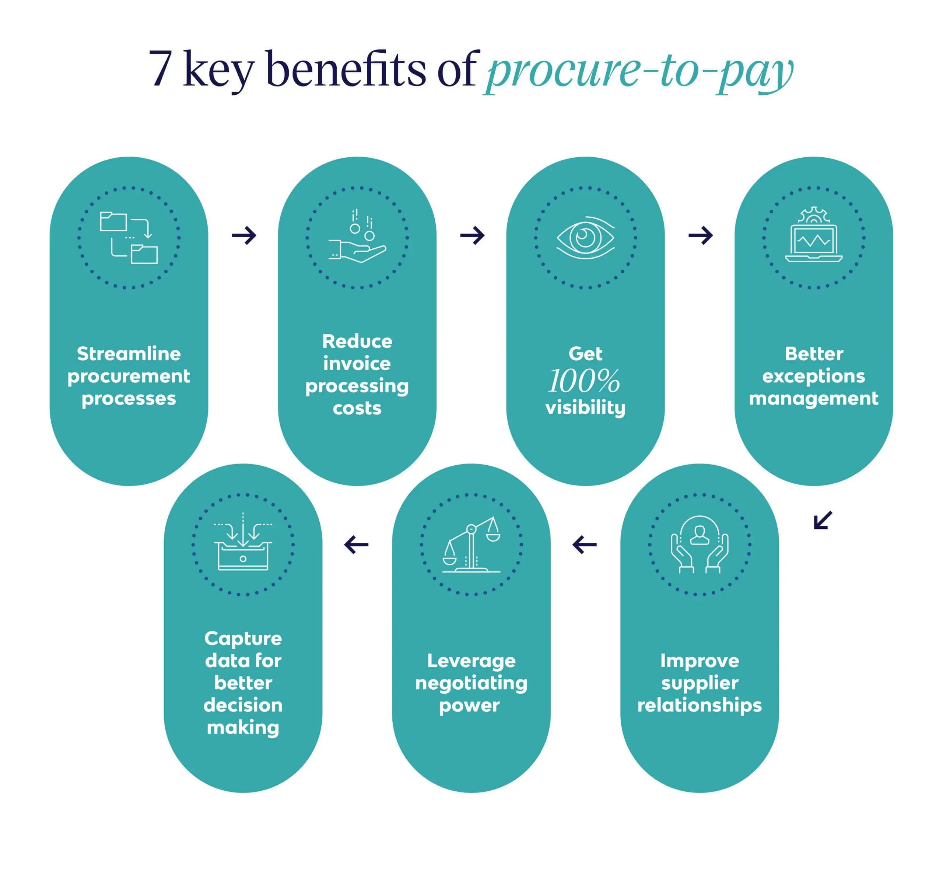 7 key benefits of procure-to-pay
Streamline
procurement
processes
Reduce
invoice
processing
costs
Get
100%
visibility
Better
exceptions
management
Improve
supplier
relationships
Leverage
negotiating
power
Capture
data for
better
decision
making